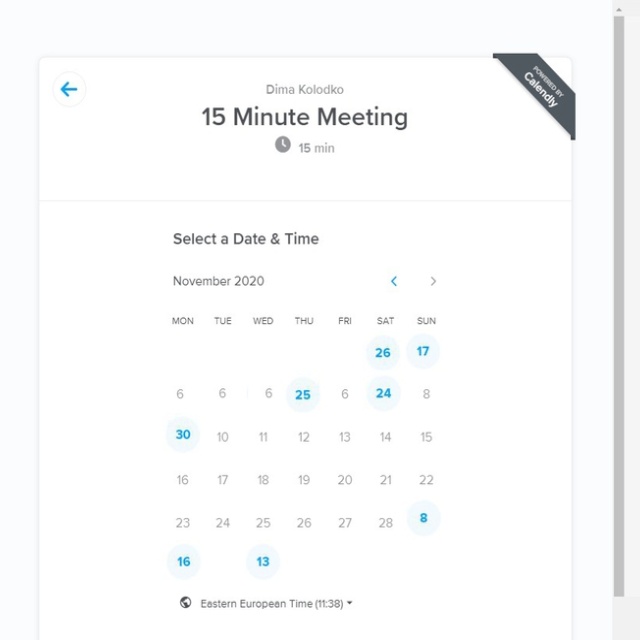 POWERED BY
Calendly
Dima Kolodko
15 Minute Meeting
15 min
Select a Date & Time
November 2020
MON TUE WED THU FRI SAT SUN
26 17
6 6 6 25 6 24 8
30 10 11 12 13 14 15
16 17 18 19 20 21 22
23 24 25 26 27 28 8
16 13
Eastern European Time (11:38)